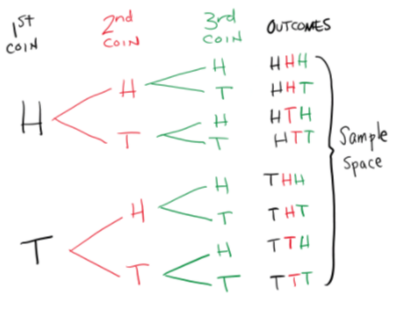 1st COIN 2nd COIN 3rd COIN OUTCOMES
H H H HHH
T HHT
T H HTH
T HTT
Sample Space
T H H THH
T THT
T H TTH
T TTT